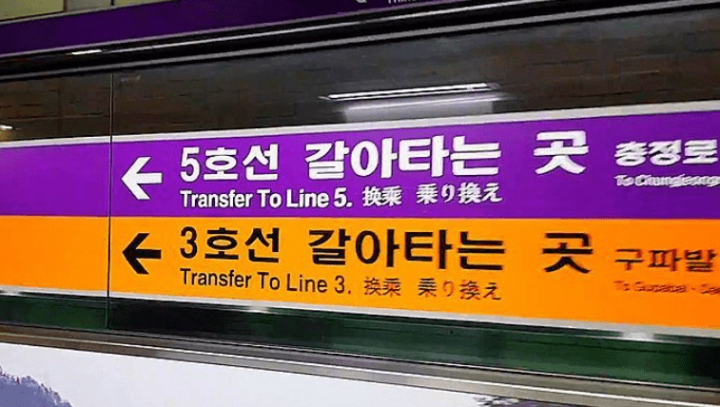 5호선 갈아타는 곳 충정로
Transfer To Line 5. 换乘 乗り換え
3호선 갈아타는 곳 구파발
Transfer To Line 3. 换乘 乗り換え